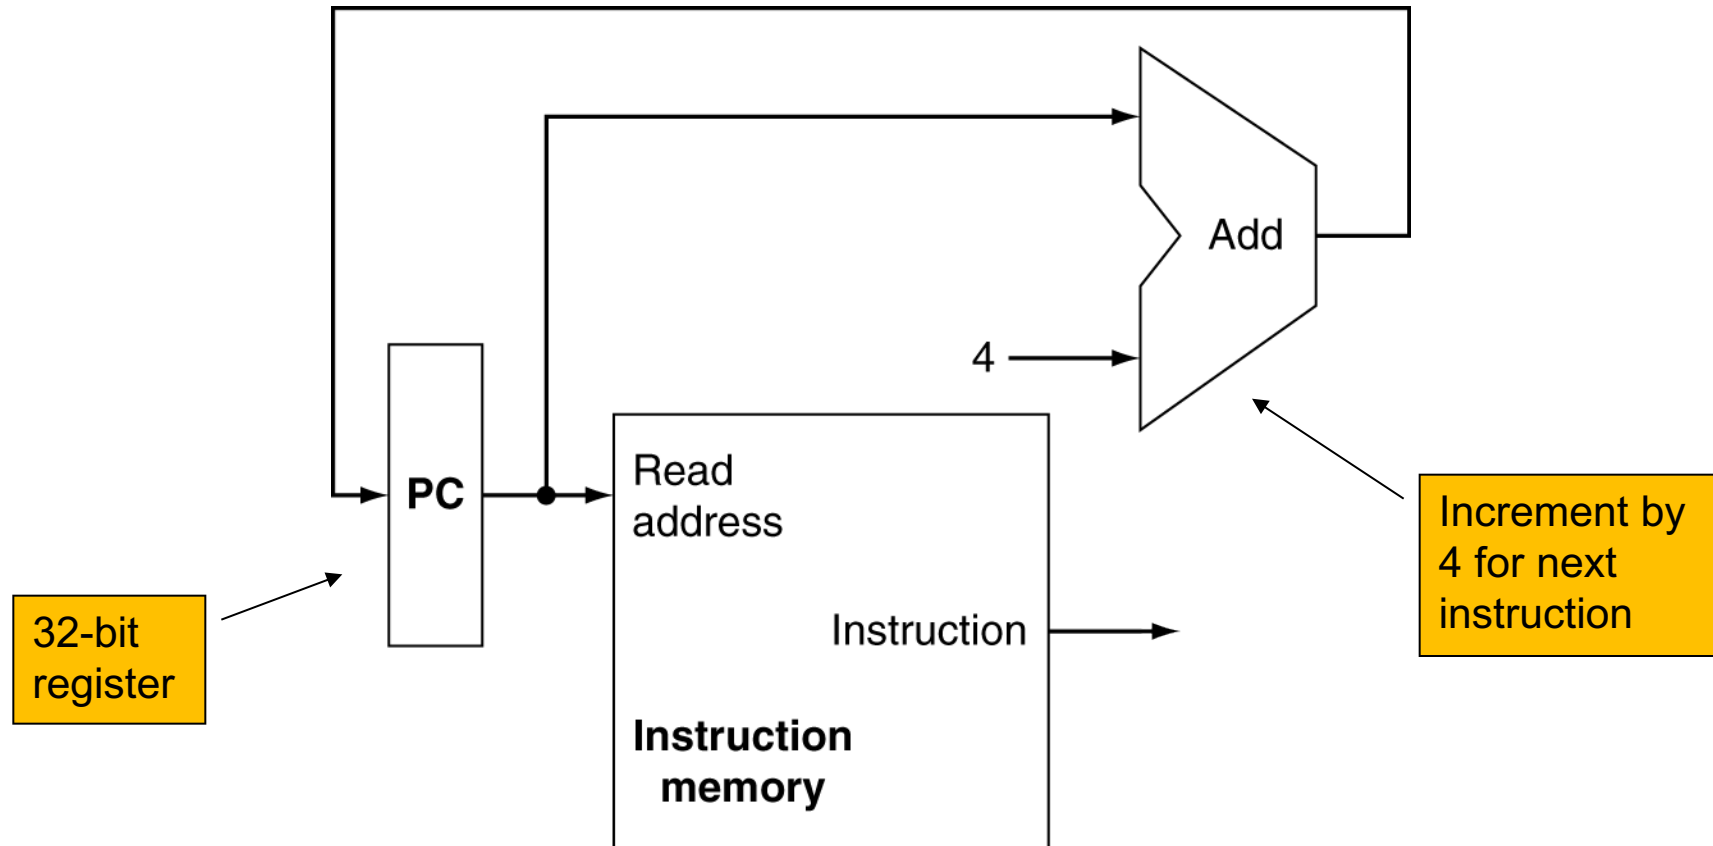 Add
4
PC
Read
address
Increment by
4 for next
instruction
32-bit
register
Instruction
Instruction
memory